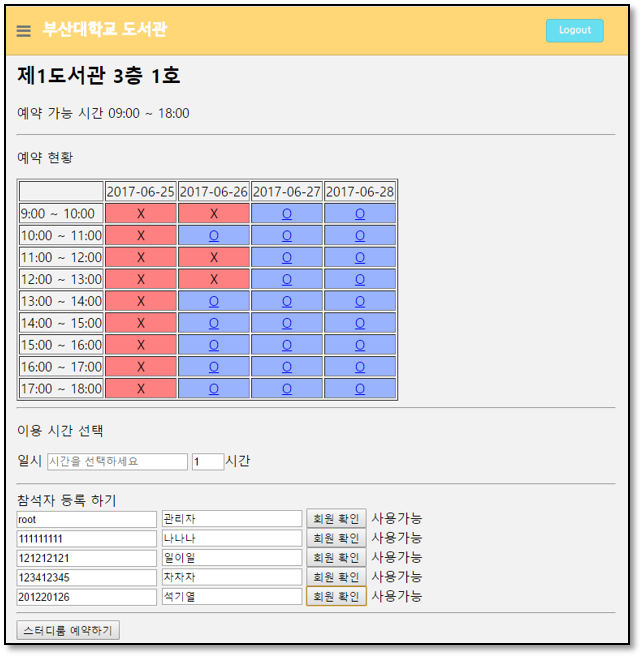 부산대학교 도서관 Logout
제1도서관 3층 1호
예약 가능 시간 09:00 ~ 18:00
예약 현황
2017-06-25 2017-06-26 2017-06-27 2017-06-28
9:00 ~ 10:00 X X O O
10:00 ~ 11:00 X O O O
11:00 ~ 12:00 X X O O
12:00 ~ 13:00 X X O O
13:00 ~ 14:00 X O O O
14:00 ~ 15:00 X O O O
15:00 ~ 16:00 X O O O
16:00 ~ 17:00 X O O O
17:00 ~ 18:00 X O O O
이용 시간 선택
일시 시간을 선택하세요 1 시간
참석자 등록 하기
root 관리자 회원 확인 사용가능
111111111 나나나 회원 확인 사용가능
121212121 일이일 회원 확인 사용가능
123412345 자차자 회원 확인 사용가능
201220126 석기열 회원 확인 사용가능
스터디룸 예약하기